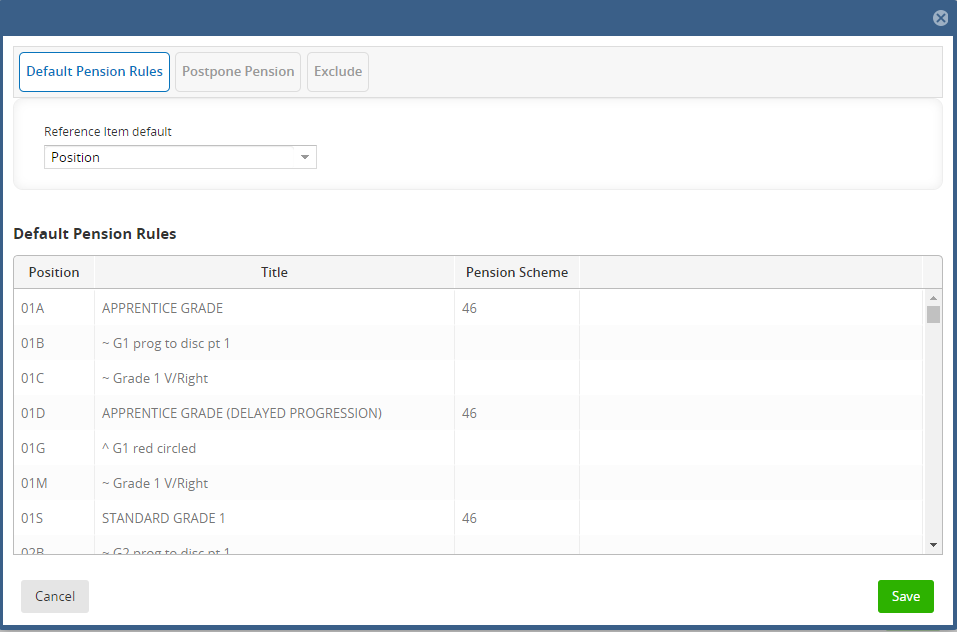 Default Pension Rules Postpone Pension Exclude
Reference Item default
Position
Default Pension Rules
Position Title Pension Scheme
01A APPRENTICE GRADE 46
01B ~ G1 prog to disc pt 1
01C ~ Grade 1 V/Right
01D APPRENTICE GRADE (DELAYED PROGRESSION) 46
01G ^ G1 red circled
01M ~ Grade 1 V/Right
01S STANDARD GRADE 1 46
02B ~ G2 prog to disc pt 1
Cancel Save